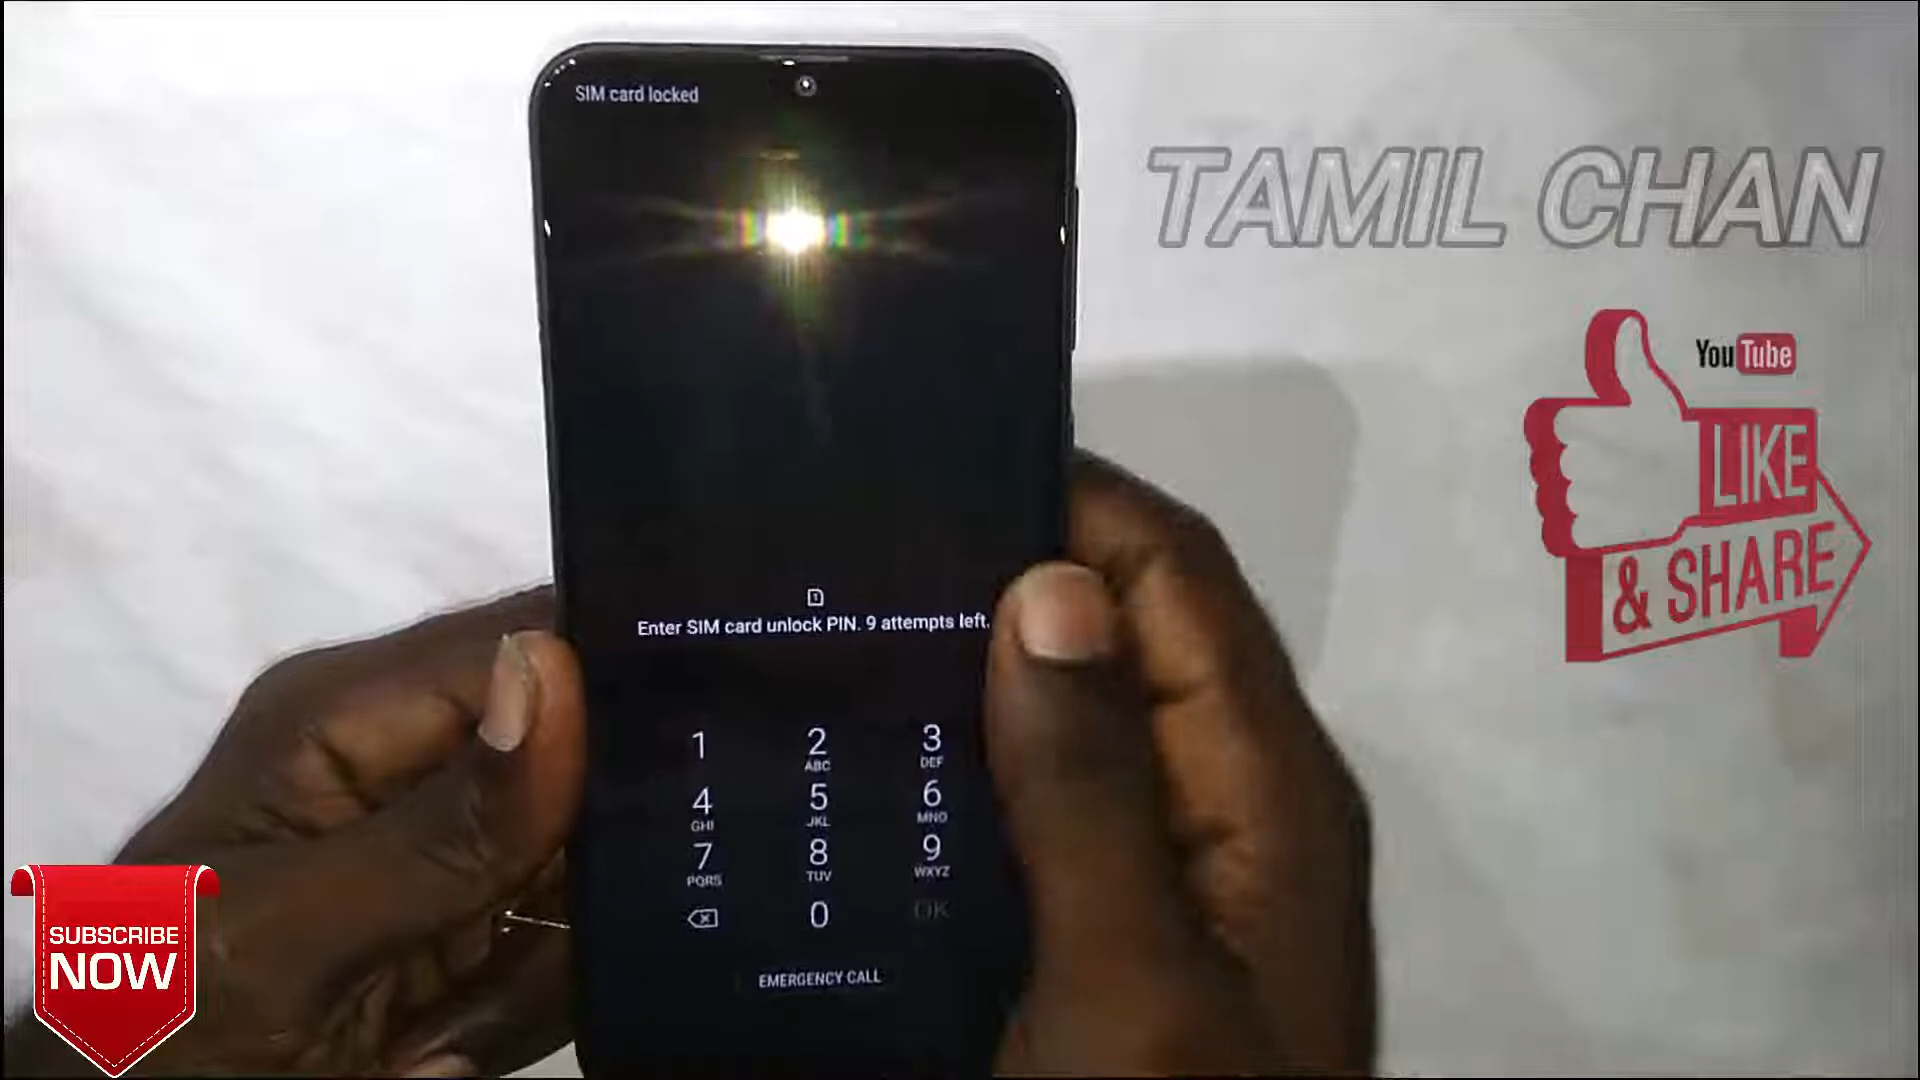 SIM card locked
TAMIL CHAN
YouTube
LIKE
& SHARE
Enter SIM card unlock PIN. 9 attempts left.
1
2
ABC
3
DEF
4
GHI
5
JKL
6
MNO
7
PQRS
8
TUV
9
WXYZ
0
OK
EMERGENCY CALL
SUBSCRIBE
NOW